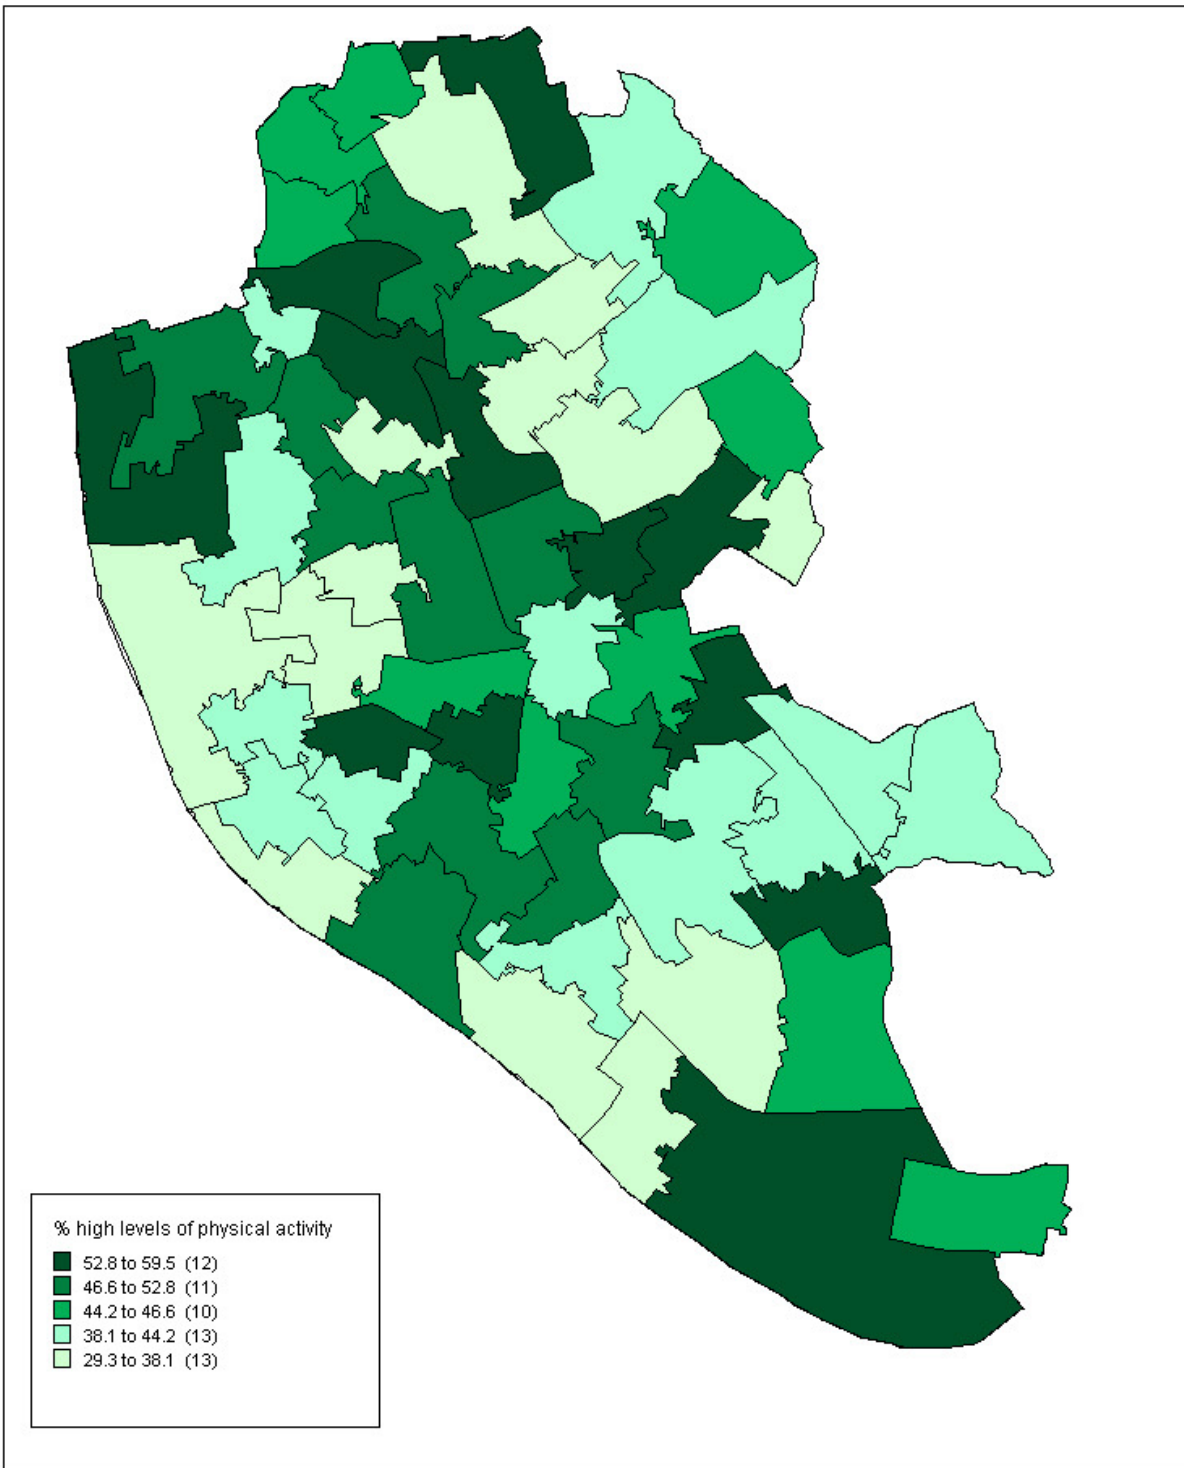 % high levels of physical activity
52.8 to 59.5 (12)
46.6 to 52.8 (11)
44.2 to 46.6 (10)
38.1 to 44.2 (13)
29.3 to 38.1 (13)